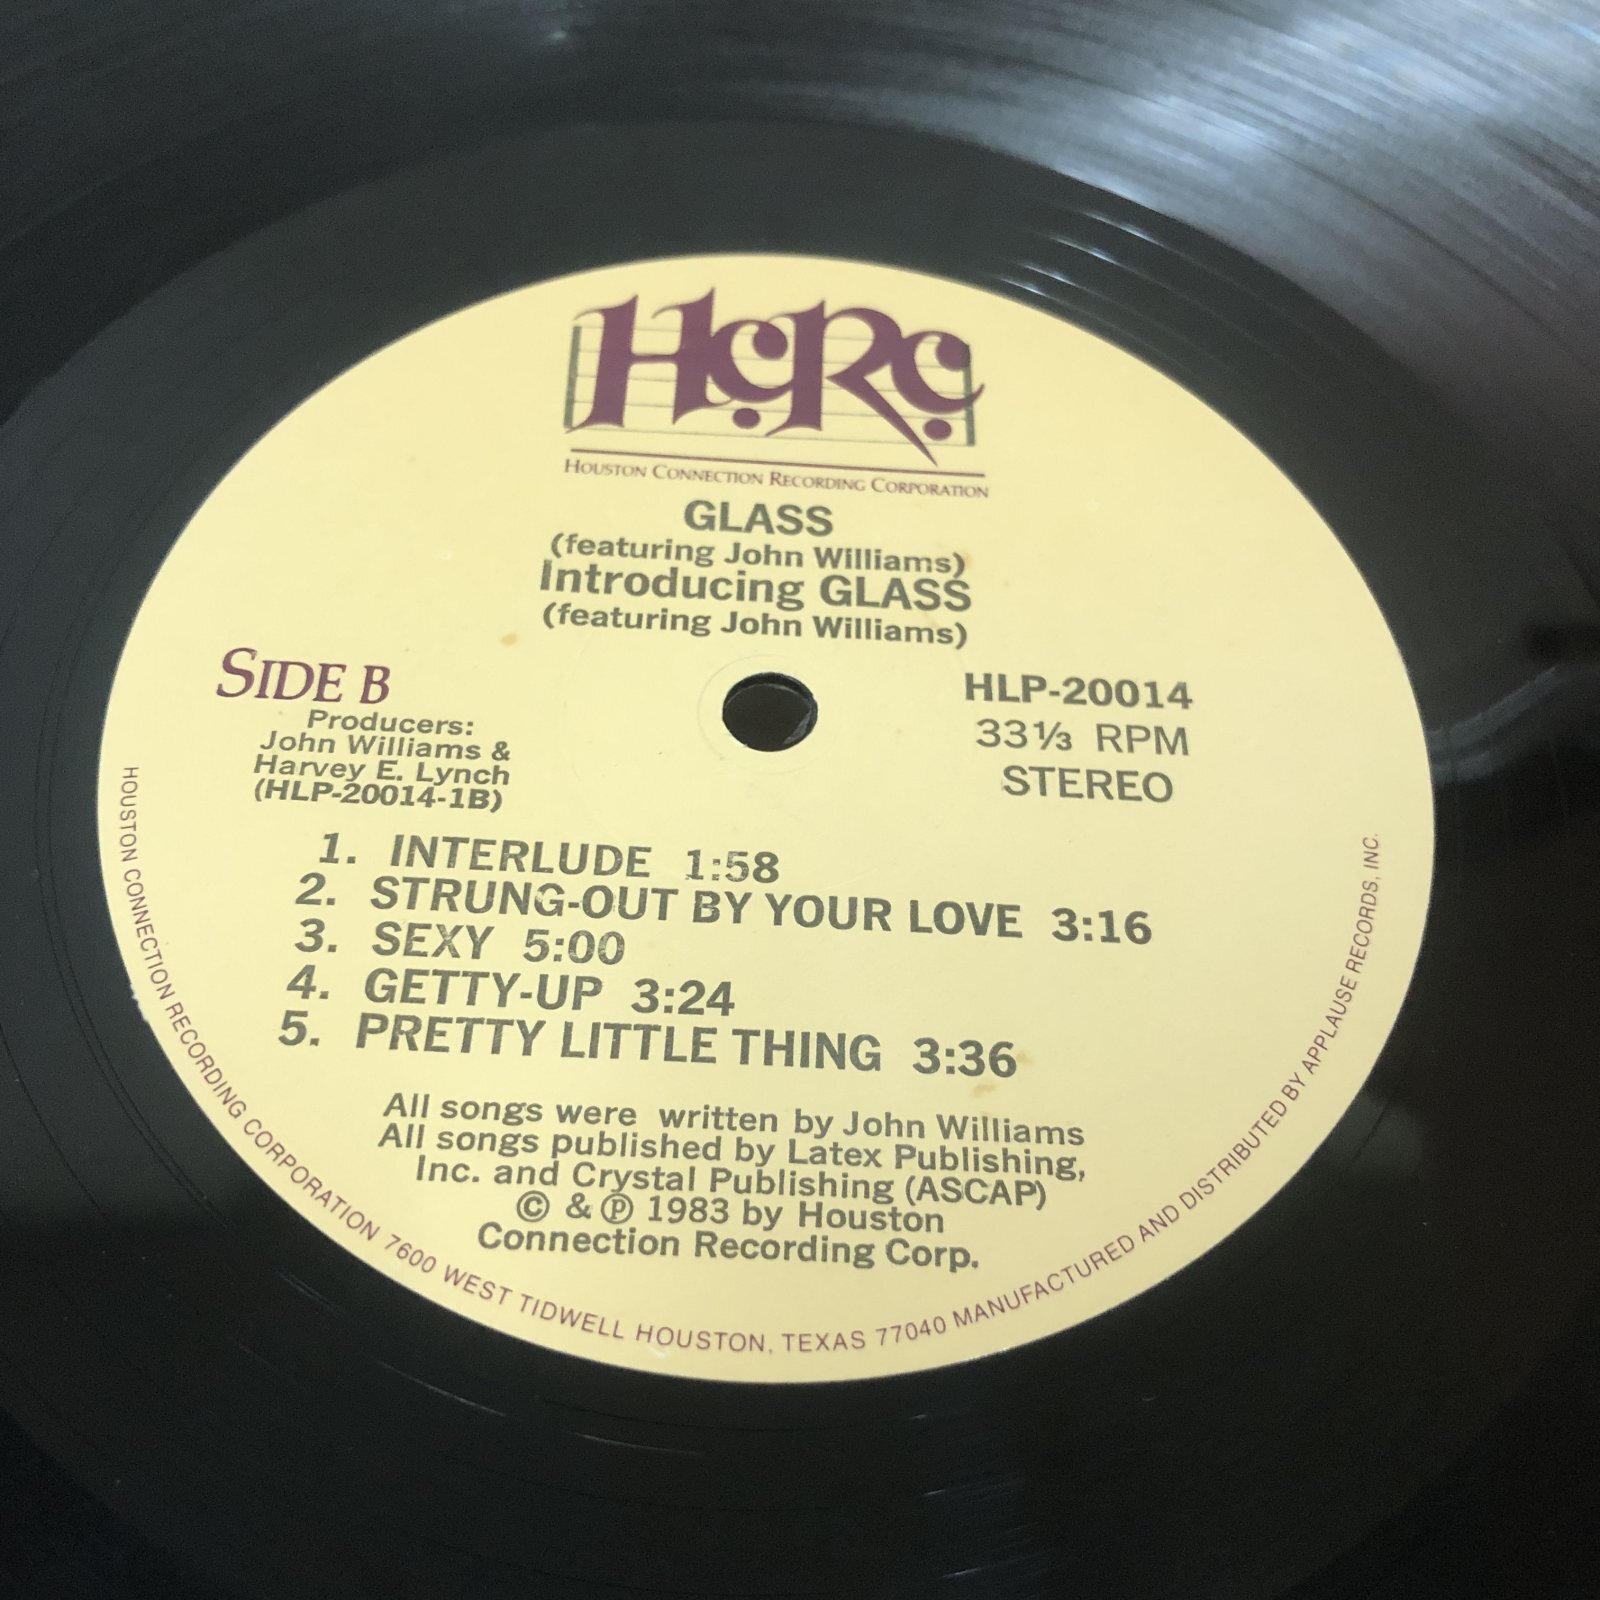 HCRC
HOUSTON CONNECTION RECORDING CORPORATION
GLASS
(featuring John Williams)
Introducing GLASS
(featuring John Williams)
SIDE B
Producers:
John Williams &
Harvey E. Lynch
(HLP-20014-1B)
HLP-20014
33⅓ RPM
STEREO
1. INTERLUDE 1:58
2. STRUNG-OUT BY YOUR LOVE 3:16
3. SEXY 5:00
4. GETTY-UP 3:24
5. PRETTY LITTLE THING 3:36
All songs were written by John Williams
All songs published by Latex Publishing,
Inc. and Crystal Publishing (ASCAP)
© & ℗ 1983 by Houston
Connection Recording Corp.
HOUSTON CONNECTION RECORDING CORPORATION 7600 WEST TIDWELL HOUSTON, TEXAS 77040 MANUFACTURED AND DISTRIBUTED BY APPLAUSE RECORDS, INC.